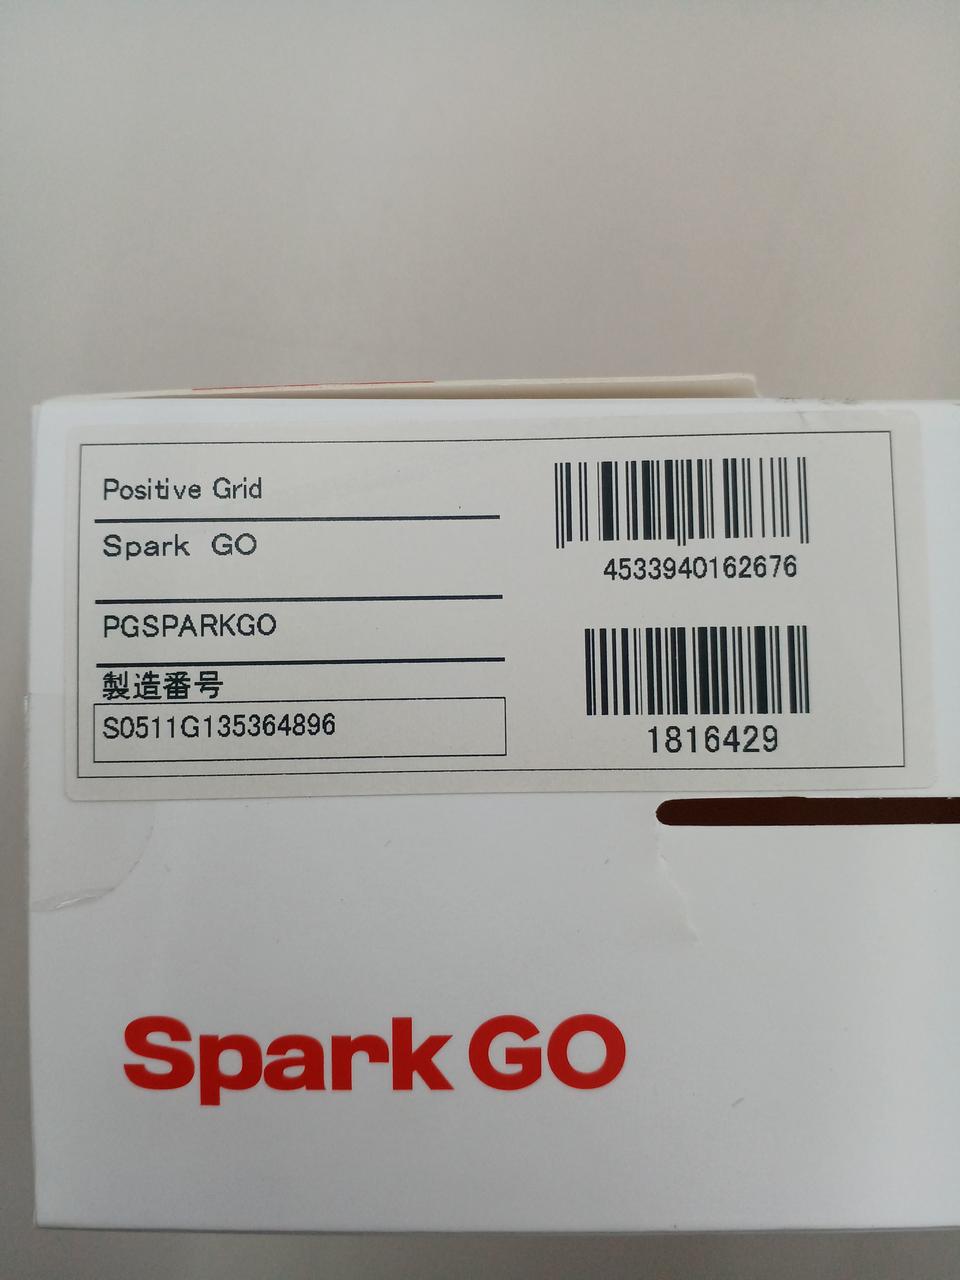 Positive Grid
Spark GO
PGSPARKGO
製造番号
S0511G135364896
4533940162676
1816429
Spark GO